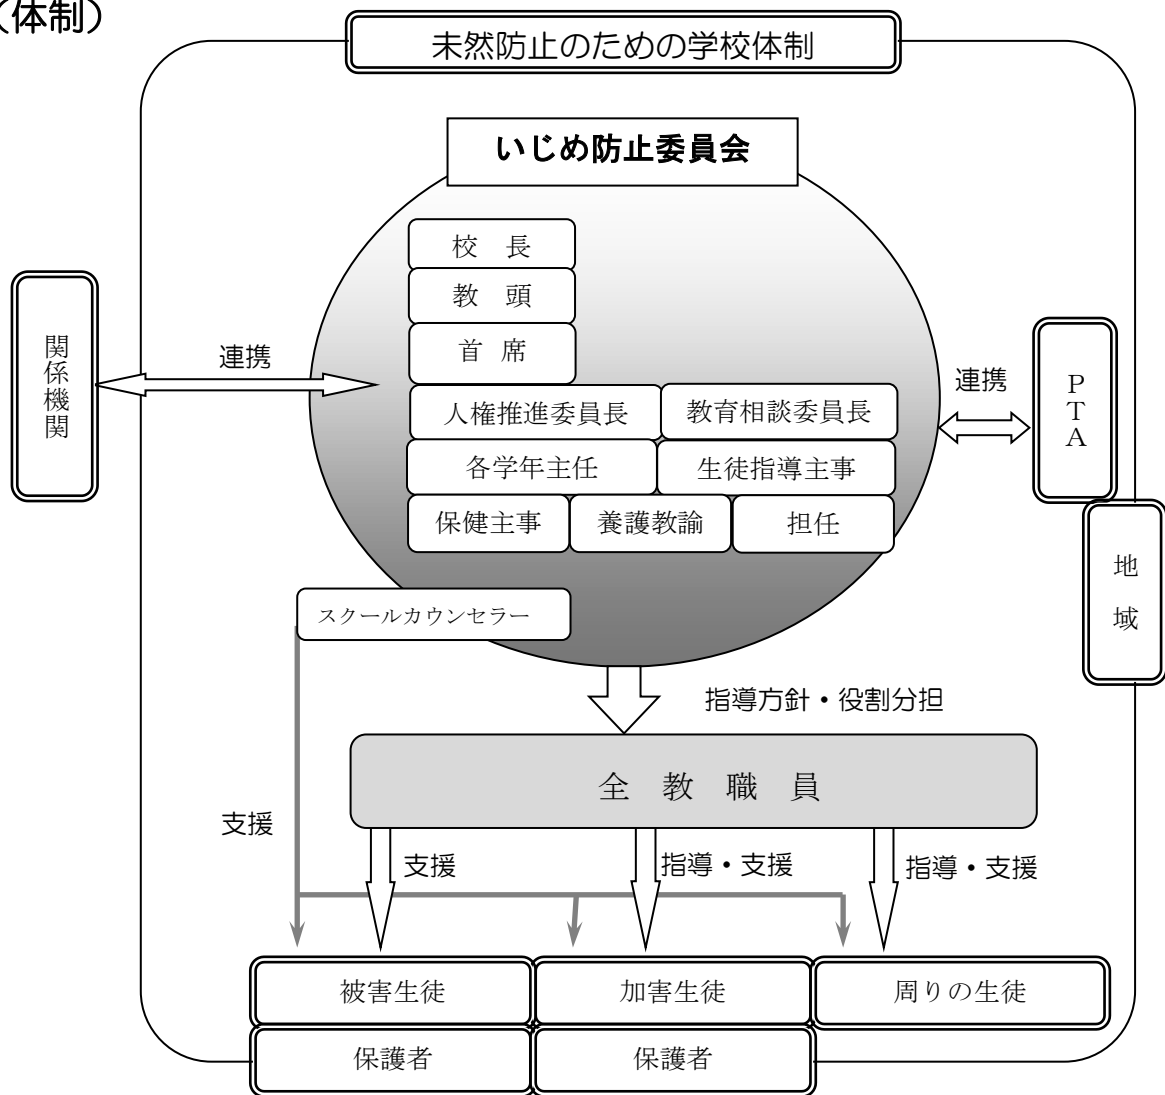 (体制)
未然防止のための学校体制
いじめ防止委員会
校　長
教　頭
首 席
人権推進委員長
教育相談委員長
各学年主任
生徒指導主事
保健主事
養護教諭
担任
スクールカウンセラー
関係機関
連携
連携
PTA
地域
指導方針・役割分担
全　教　職　員
支援
支援
指導・支援
指導・支援
被害生徒
加害生徒
周りの生徒
保護者
保護者